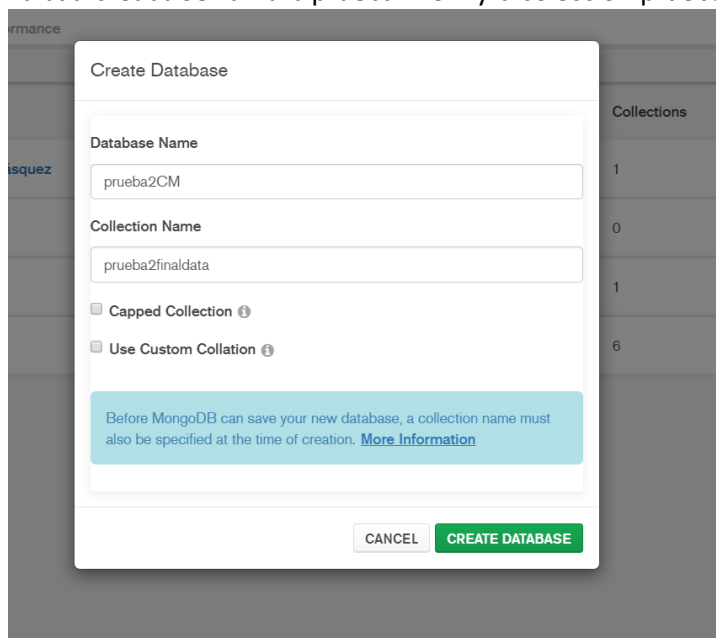 Create Database
Collections
Database Name
ásquez
1
prueba2CM
Collection Name
0
prueba2finaldata
1
Capped Collection
Use Custom Collation
6
Before MongoDB can save your new database, a collection name must
also be specified at the time of creation. More Information
CANCEL
CREATE DATABASE